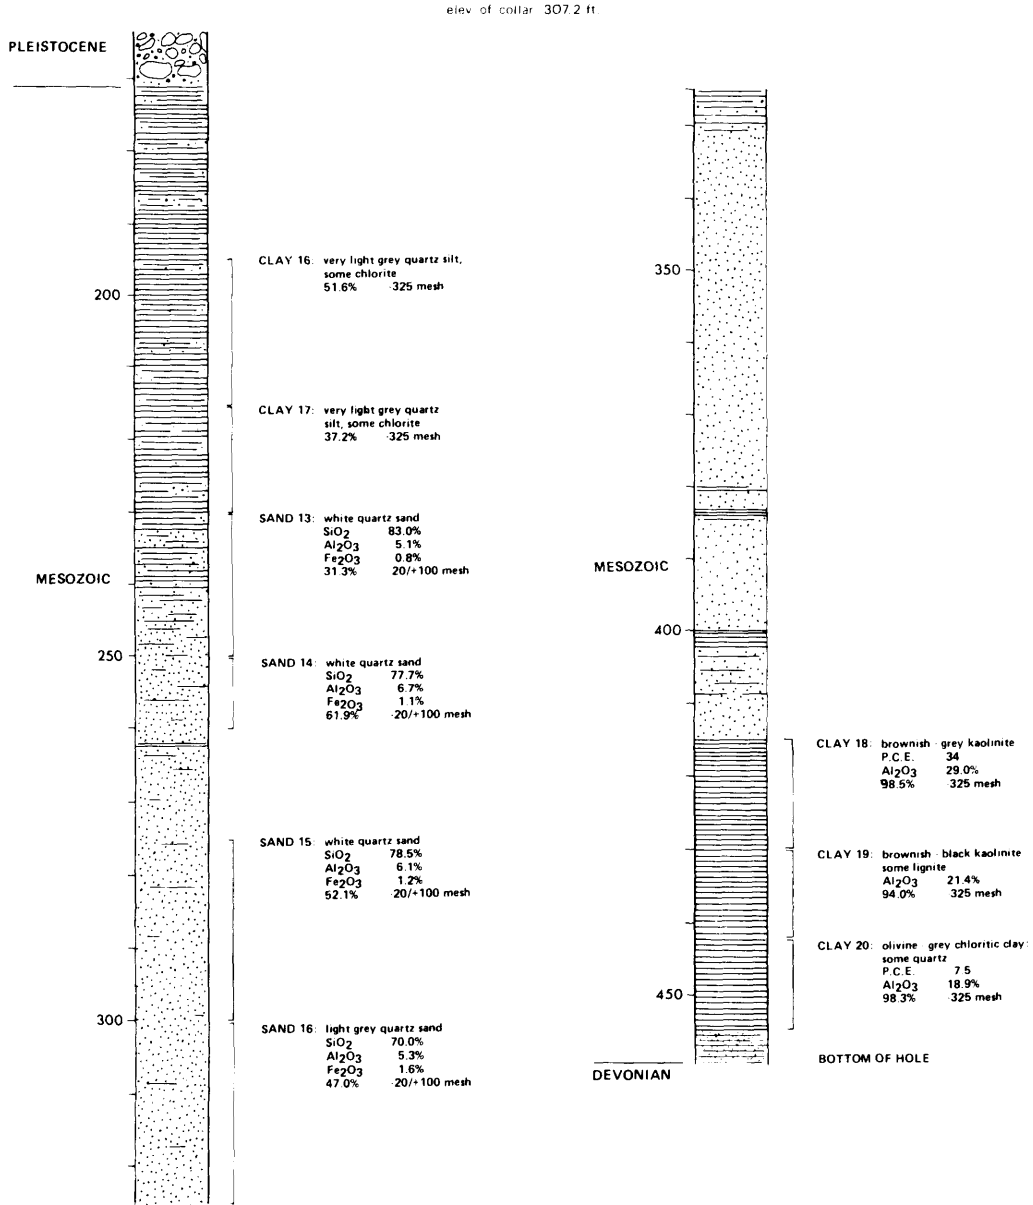 elev of collar 307.2 ft.
PLEISTOCENE
200
CLAY 16: very light grey quartz silt,
some chlorite
51.6% -325 mesh
CLAY 17: very light grey quartz
silt, some chlorite
37.2% -325 mesh
SAND 13: white quartz sand
SiO2 83.0%
Al2O3 5.1%
Fe2O3 0.8%
31.3% 20/+100 mesh
MESOZOIC
250
SAND 14: white quartz sand
SiO2 77.7%
Al2O3 6.7%
Fe2O3 1.1%
61.9% -20/+100 mesh
SAND 15: white quartz sand
SiO2 78.5%
Al2O3 6.1%
Fe2O3 1.2%
52.1% -20/+100 mesh
300
SAND 16: light grey quartz sand
SiO2 70.0%
Al2O3 5.3%
Fe2O3 1.6%
47.0% -20/+100 mesh
350
MESOZOIC
400
CLAY 18: brownish - grey kaolinite
P.C.E. 34
Al2O3 29.0%
98.5% 325 mesh
CLAY 19: brownish - black kaolinite
some lignite
Al2O3 21.4%
94.0% 325 mesh
CLAY 20: olivine - grey chloritic clay:
some quartz
P.C.E. 7.5
Al2O3 18.9%
98.3% -325 mesh
450
BOTTOM OF HOLE
DEVONIAN